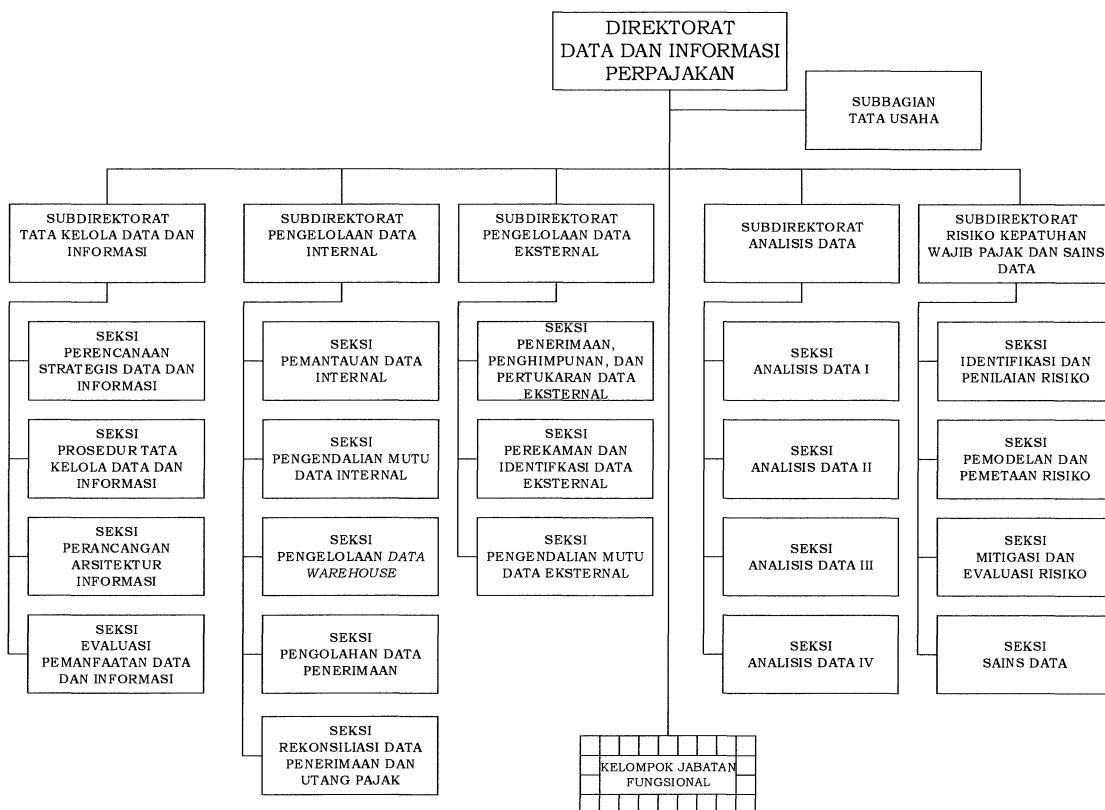 DIREKTORAT
DATA DAN INFORMASI
PERPAJAKAN
SUBBAGIAN
TATA USAHA
SUBDIREKTORAT
TATA KELOLA DATA DAN
INFORMASI
SUBDIREKTORAT
PENGELOLAAN DATA
INTERNAL
SUBDIREKTORAT
PENGELOLAAN DATA
EKSTERNAL
SUBDIREKTORAT
ANALISIS DATA
SUBDIREKTORAT
RISIKO KEPATUHAN
WAJIB PAJAK DAN SAINS
DATA
SEKSI
PERENCANAAN
STRATEGIS DATA DAN
INFORMASI
SEKSI
PROSEDUR TATA
KELOLA DATA DAN
INFORMASI
SEKSI
PERANCANGAN
ARSITEKTUR
INFORMASI
SEKSI
EVALUASI
PEMANFAATAN DATA
DAN INFORMASI
SEKSI
PEMANTAUAN DATA
INTERNAL
SEKSI
PENGENDALIAN MUTU
DATA INTERNAL
SEKSI
PENGELOLAAN DATA
WAREHOUSE
SEKSI
PENGOLAHAN DATA
PENERIMAAN
SEKSI
REKONSILIASI DATA
PENERIMAAN DAN
UTANG PAJAK
SEKSI
PENERIMAAN,
PENGHIMPUNAN, DAN
PERTUKARAN DATA
EKSTERNAL
SEKSI
PEREKAMAN DAN
IDENTIFKASI DATA
EKSTERNAL
SEKSI
PENGENDALIAN MUTU
DATA EKSTERNAL
SEKSI
ANALISIS DATA I
SEKSI
ANALISIS DATA II
SEKSI
ANALISIS DATA III
SEKSI
ANALISIS DATA IV
SEKSI
IDENTIFIKASI DAN
PENILAIAN RISIKO
SEKSI
PEMODELAN DAN
PEMETAAN RISIKO
SEKSI
MITIGASI DAN
EVALUASI RISIKO
SEKSI
SAINS DATA
KELOMPOK JABATAN
FUNGSIONAL